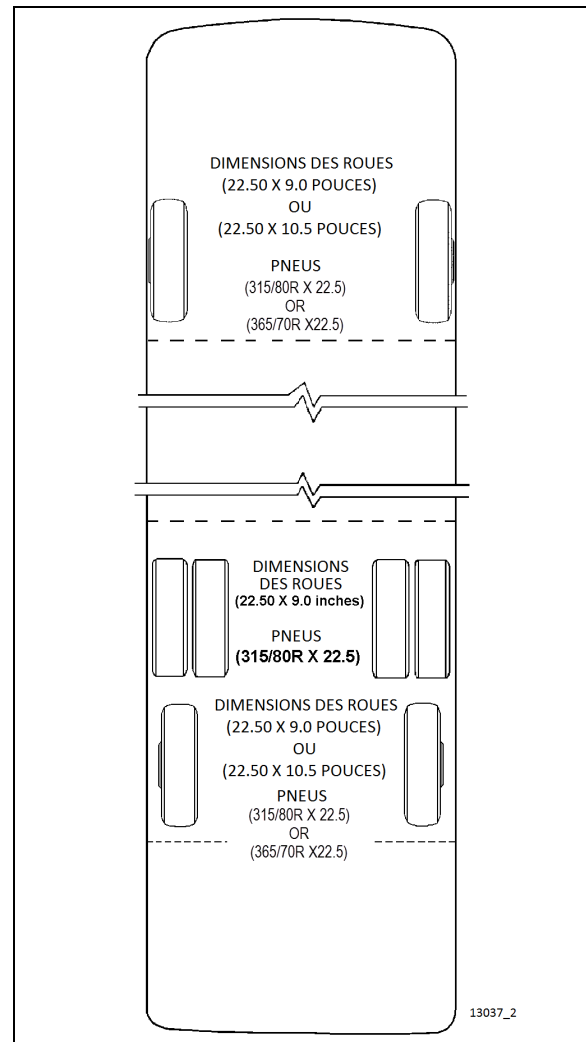 DIMENSIONS DES ROUES
(22.50 X 9.0 POUCES)
OU
(22.50 X 10.5 POUCES)
PNEUS
(315/80R X 22.5)
OR
(365/70R X22.5)
DIMENSIONS
DES ROUES
(22.50 X 9.0 inches)
PNEUS
(315/80R X 22.5)
DIMENSIONS DES ROUES
(22.50 X 9.0 POUCES)
OU
(22.50 X 10.5 POUCES)
PNEUS
(315/80R X 22.5)
OR
(365/70R X22.5)
13037_2